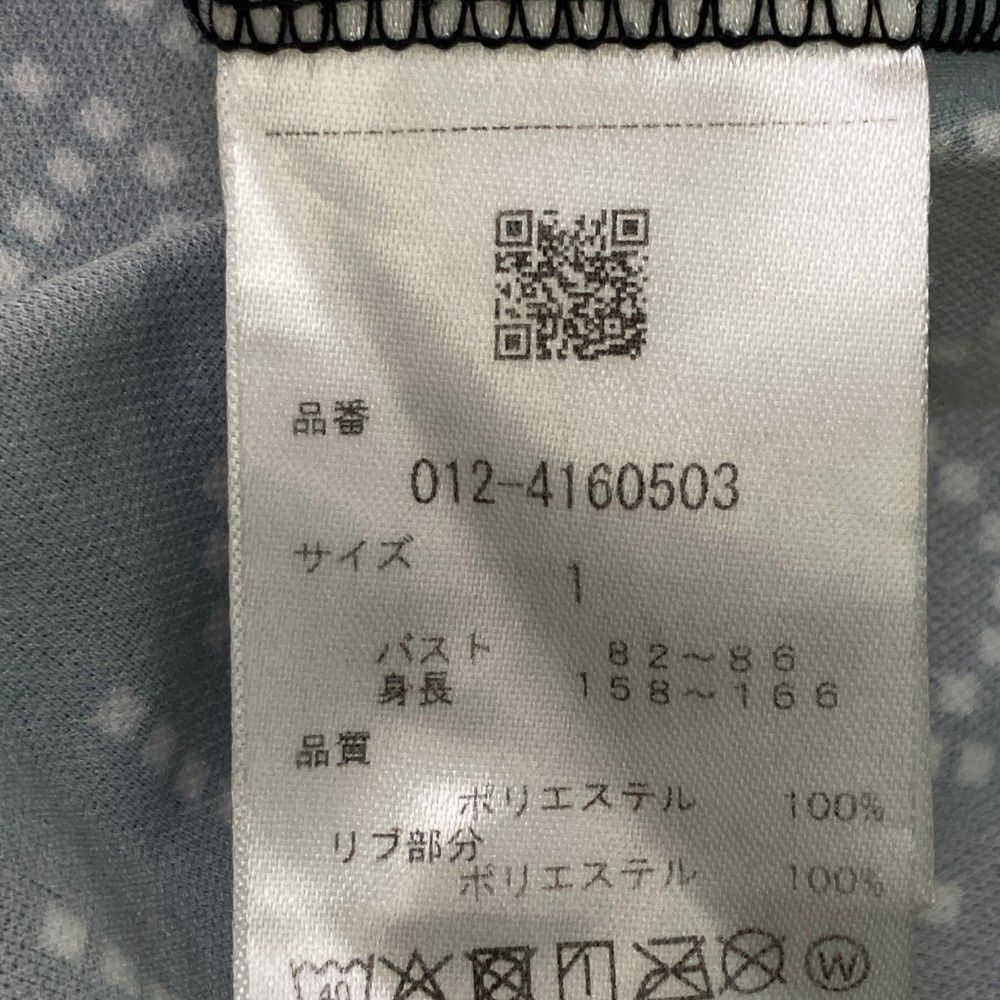 品番
012-4160503
サイズ 1
バスト 82～86
身長 158～166
品質
ポリエステル 100%
リブ部分
ポリエステル 100%
40 W